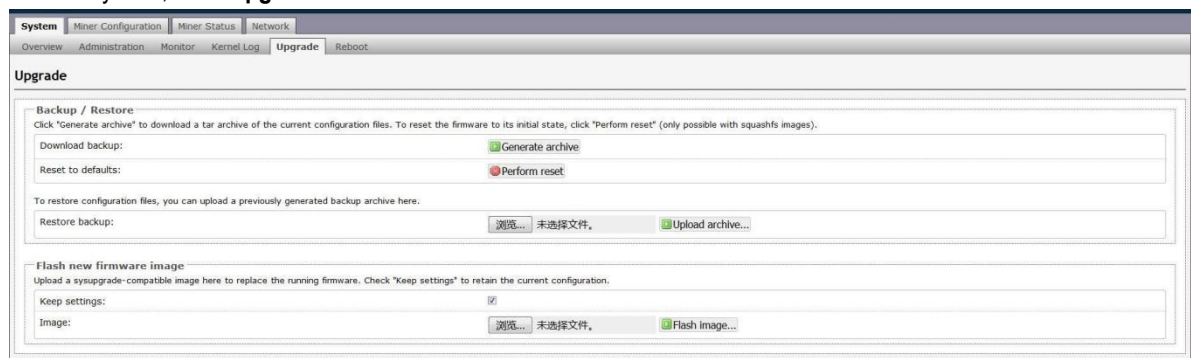 System Miner Configuration Miner Status Network
Overview Administration Monitor Kernel Log Upgrade Reboot
Upgrade
Backup / Restore
Click "Generate archive" to download a tar archive of the current configuration files. To reset the firmware to its initial state, click "Perform reset" (only possible with squashfs images).
Download backup: Generate archive
Reset to defaults: Perform reset
To restore configuration files, you can upload a previously generated backup archive here.
Restore backup: 浏览... 未选择文件。 Upload archive...
Flash new firmware image
Upload a sysupgrade-compatible image here to replace the running firmware. Check "Keep settings" to retain the current configuration.
Keep settings:
Image: 浏览... 未选择文件。 Flash image...